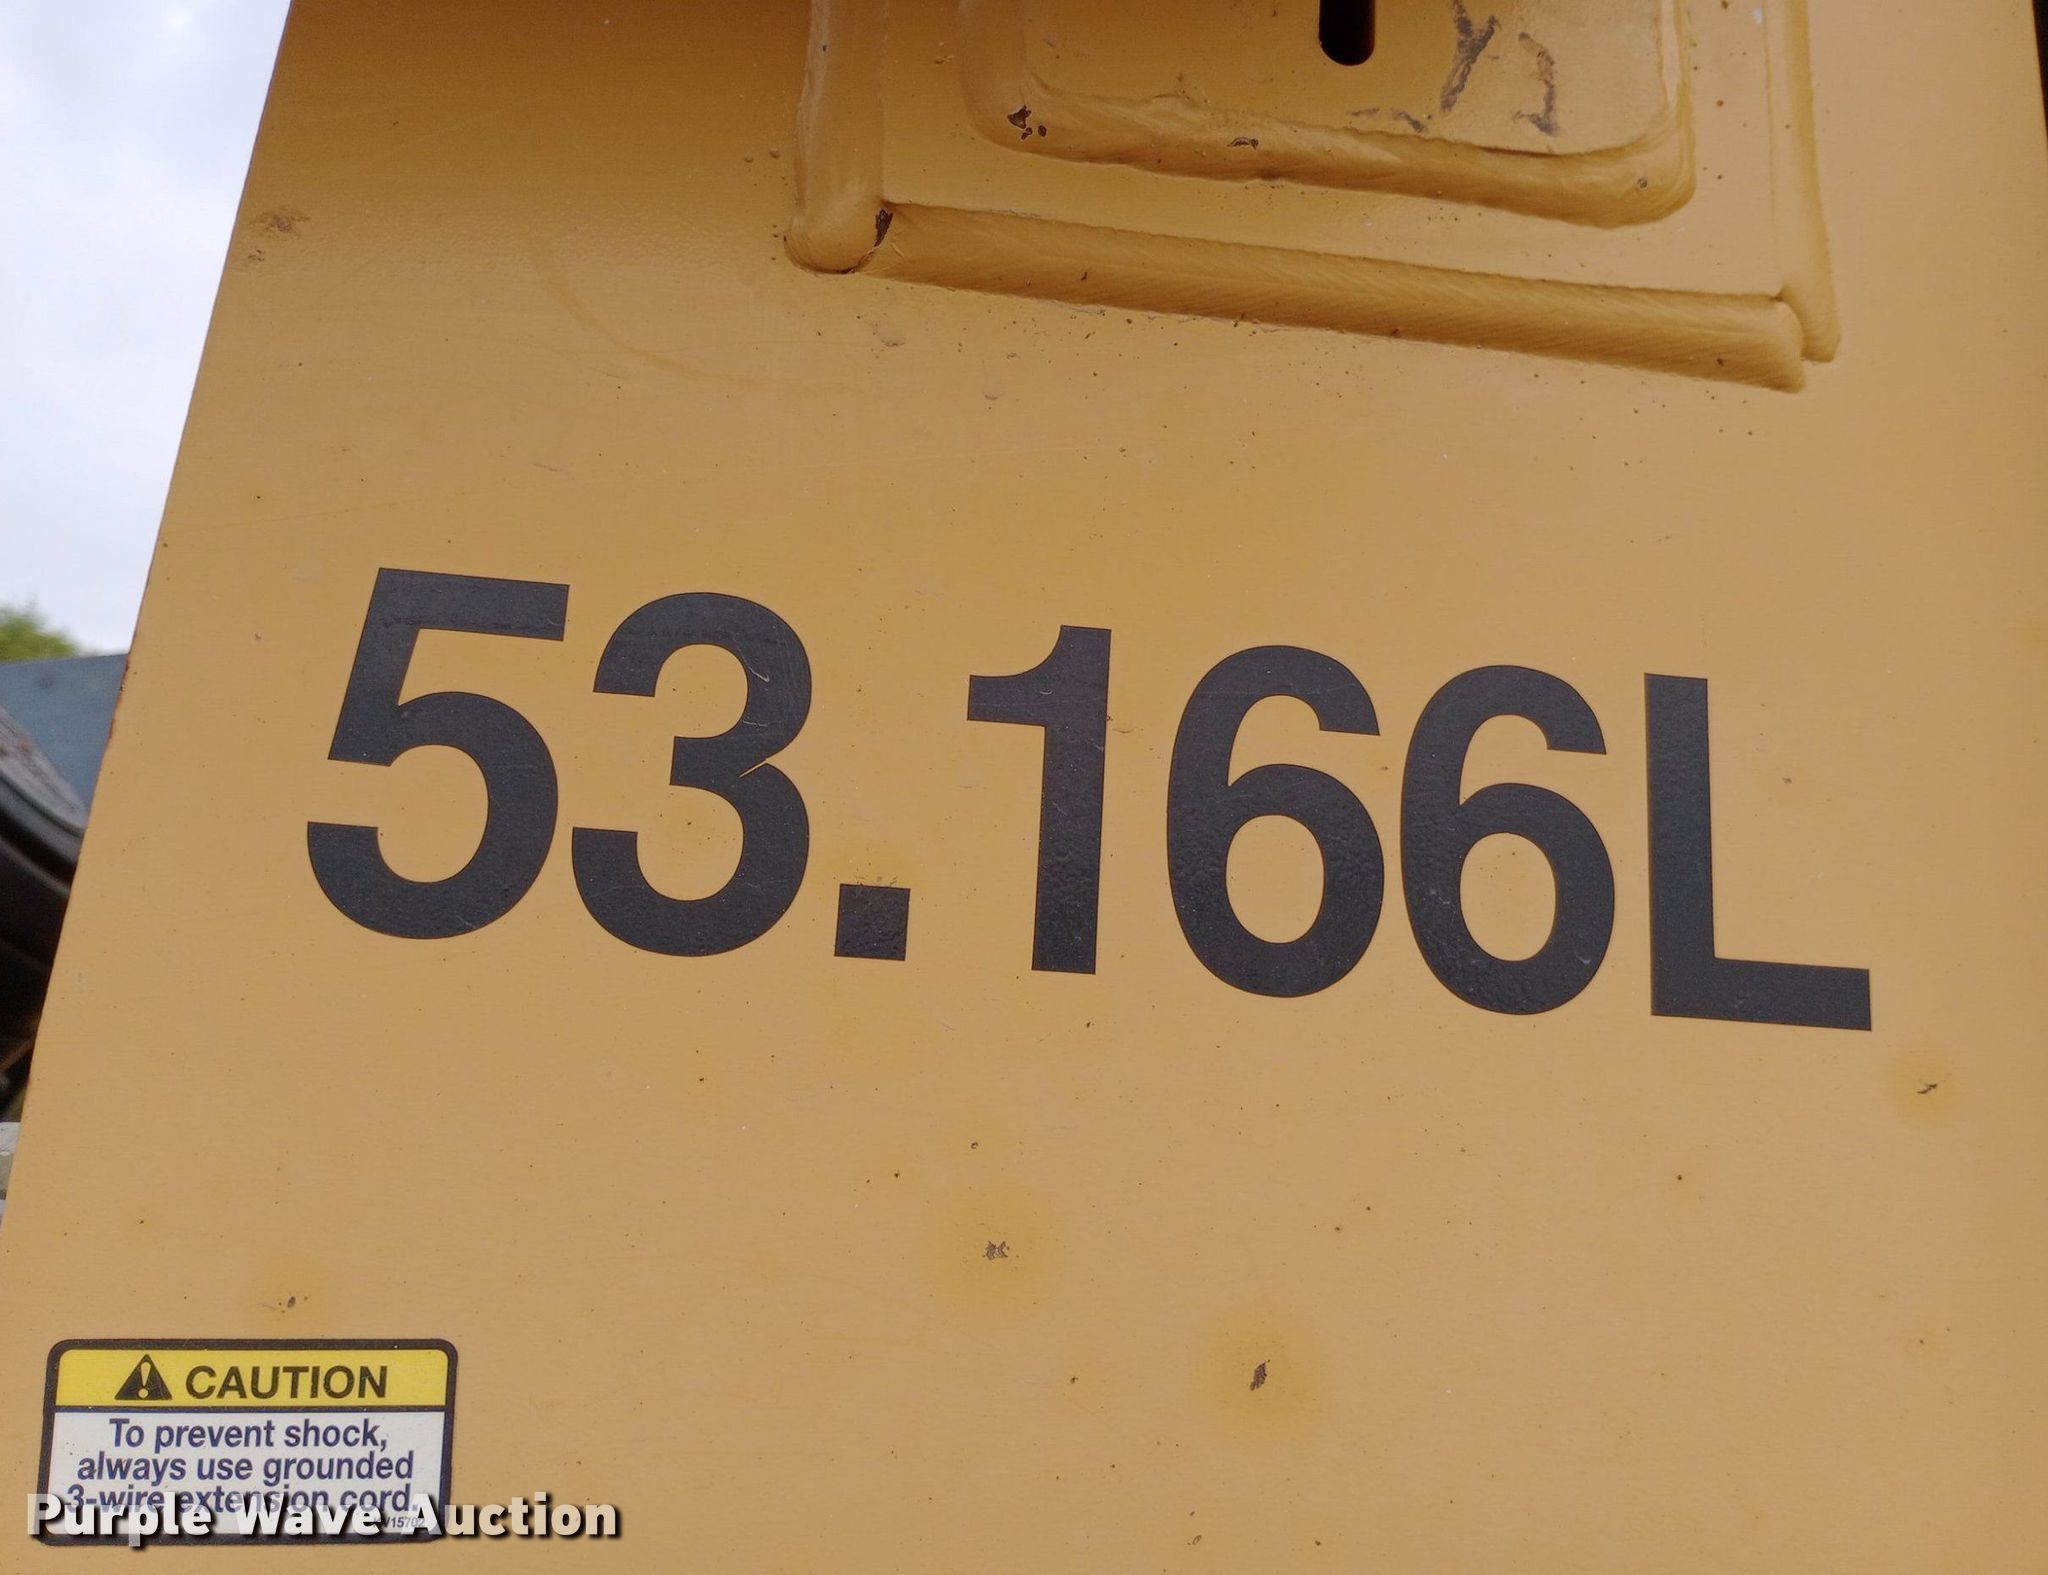 53.166L
CAUTION
To prevent shock,
always use grounded
3-wire extension cord.
Purple Wave Auction